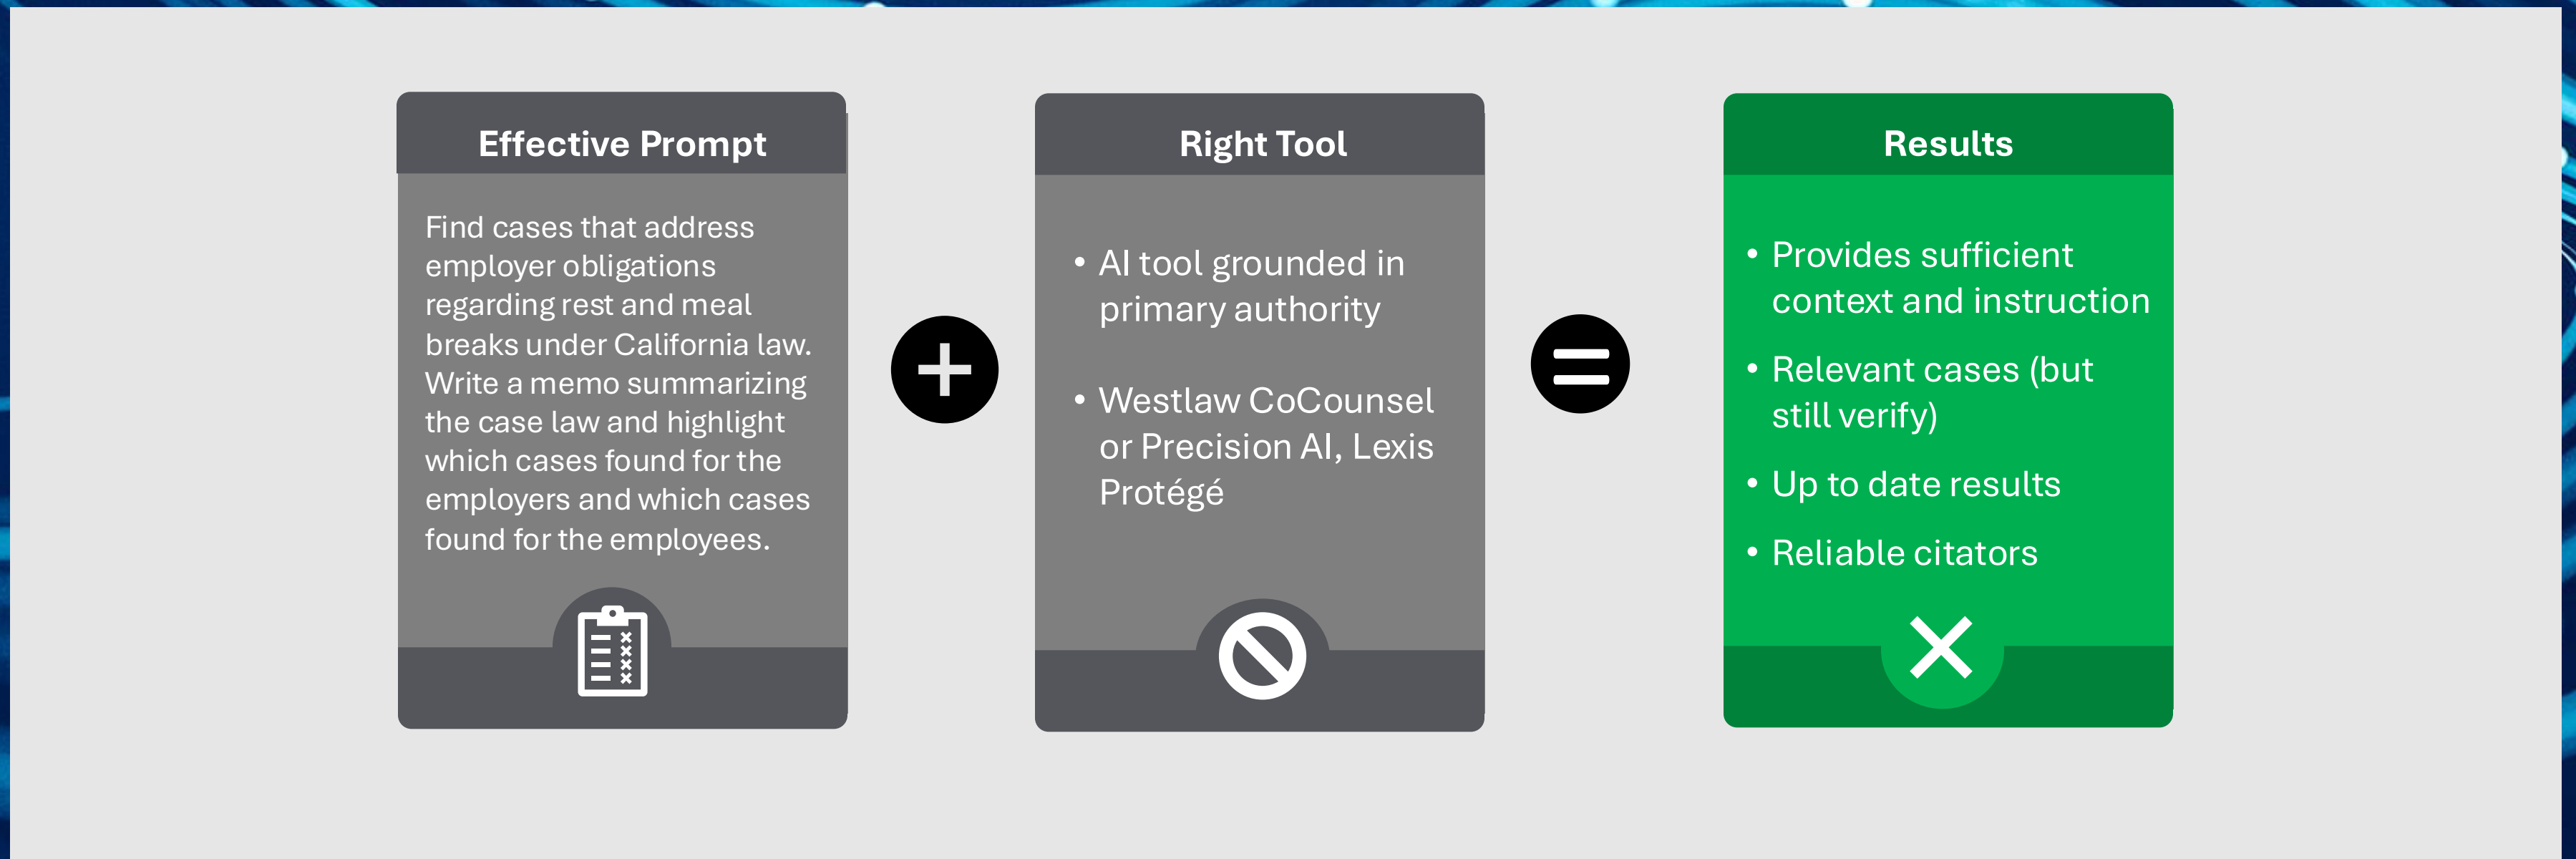 Effective Prompt
Find cases that address
employer obligations
regarding rest and meal
breaks under California law.
Write a memo summarizing
the case law and highlight
which cases found for the
employers and which cases
found for the employees.
+
Right Tool
• AI tool grounded in
primary authority
• Westlaw CoCounsel
or Precision AI, Lexis
Protégé
=
Results
• Provides sufficient
context and instruction
• Relevant cases (but
still verify)
• Up to date results
• Reliable citators